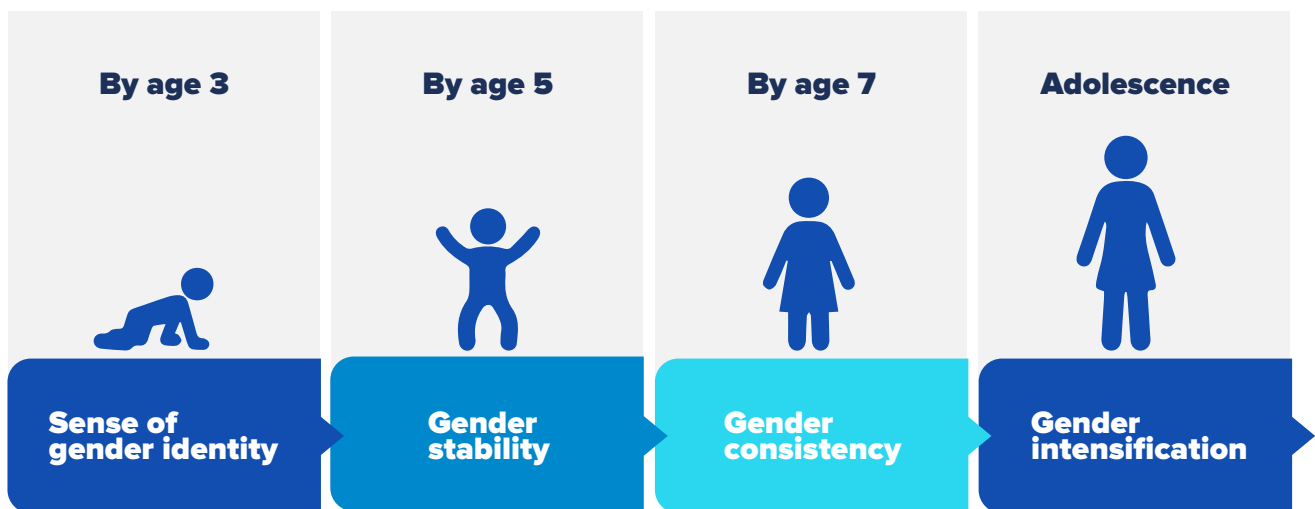 By age 3
By age 5
By age 7
Adolescence
Sense of
gender identity
Gender
stability
Gender
consistency
Gender
intensification